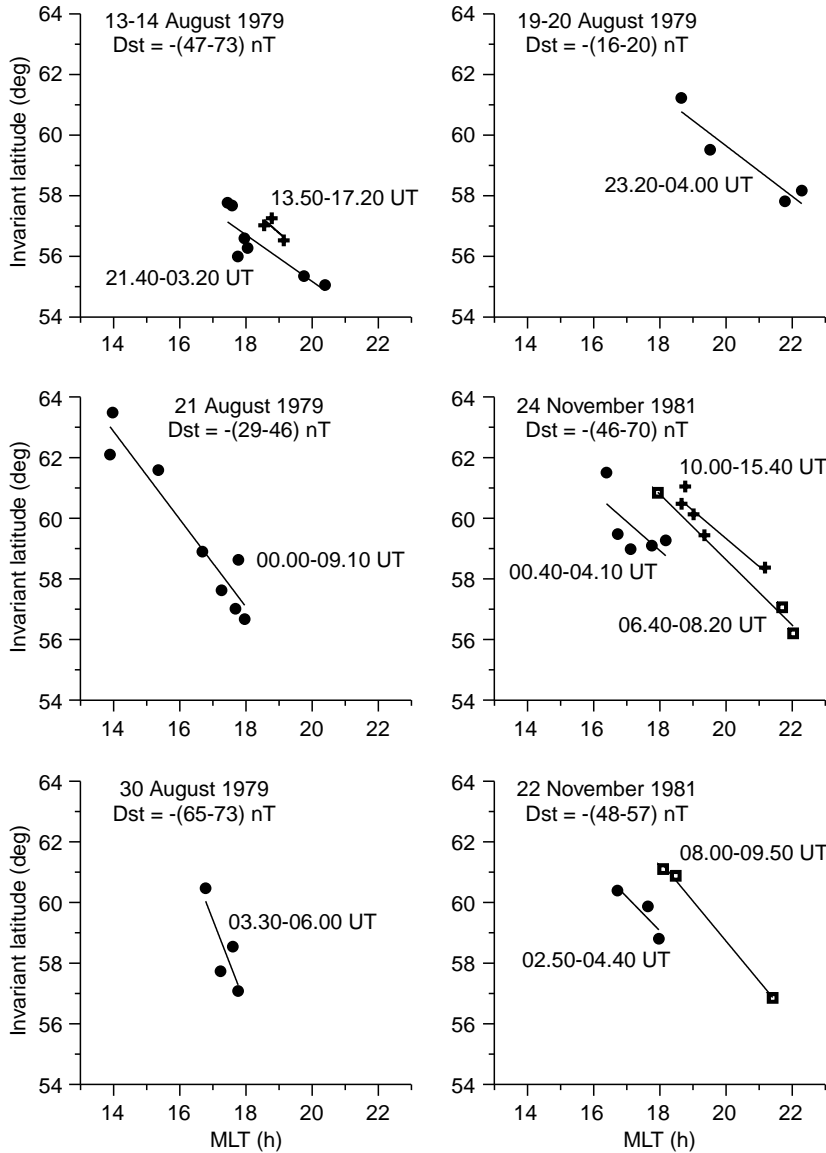 13-14 August 1979
Dst = -(47-73) nT
64
62
60
58
56
54
Invariant latitude (deg)
13.50-17.20 UT
21.40-03.20 UT
14 16 18 20 22
19-20 August 1979
Dst = -(16-20) nT
64
62
60
58
56
54
23.20-04.00 UT
14 16 18 20 22
21 August 1979
Dst = -(29-46) nT
64
62
60
58
56
54
Invariant latitude (deg)
00.00-09.10 UT
14 16 18 20 22
24 November 1981
Dst = -(46-70) nT
64
62
60
58
56
54
10.00-15.40 UT
00.40-04.10 UT
06.40-08.20 UT
14 16 18 20 22
30 August 1979
Dst = -(65-73) nT
64
62
60
58
56
54
Invariant latitude (deg)
03.30-06.00 UT
14 16 18 20 22
MLT (h)
22 November 1981
Dst = -(48-57) nT
64
62
60
58
56
54
08.00-09.50 UT
02.50-04.40 UT
14 16 18 20 22
MLT (h)